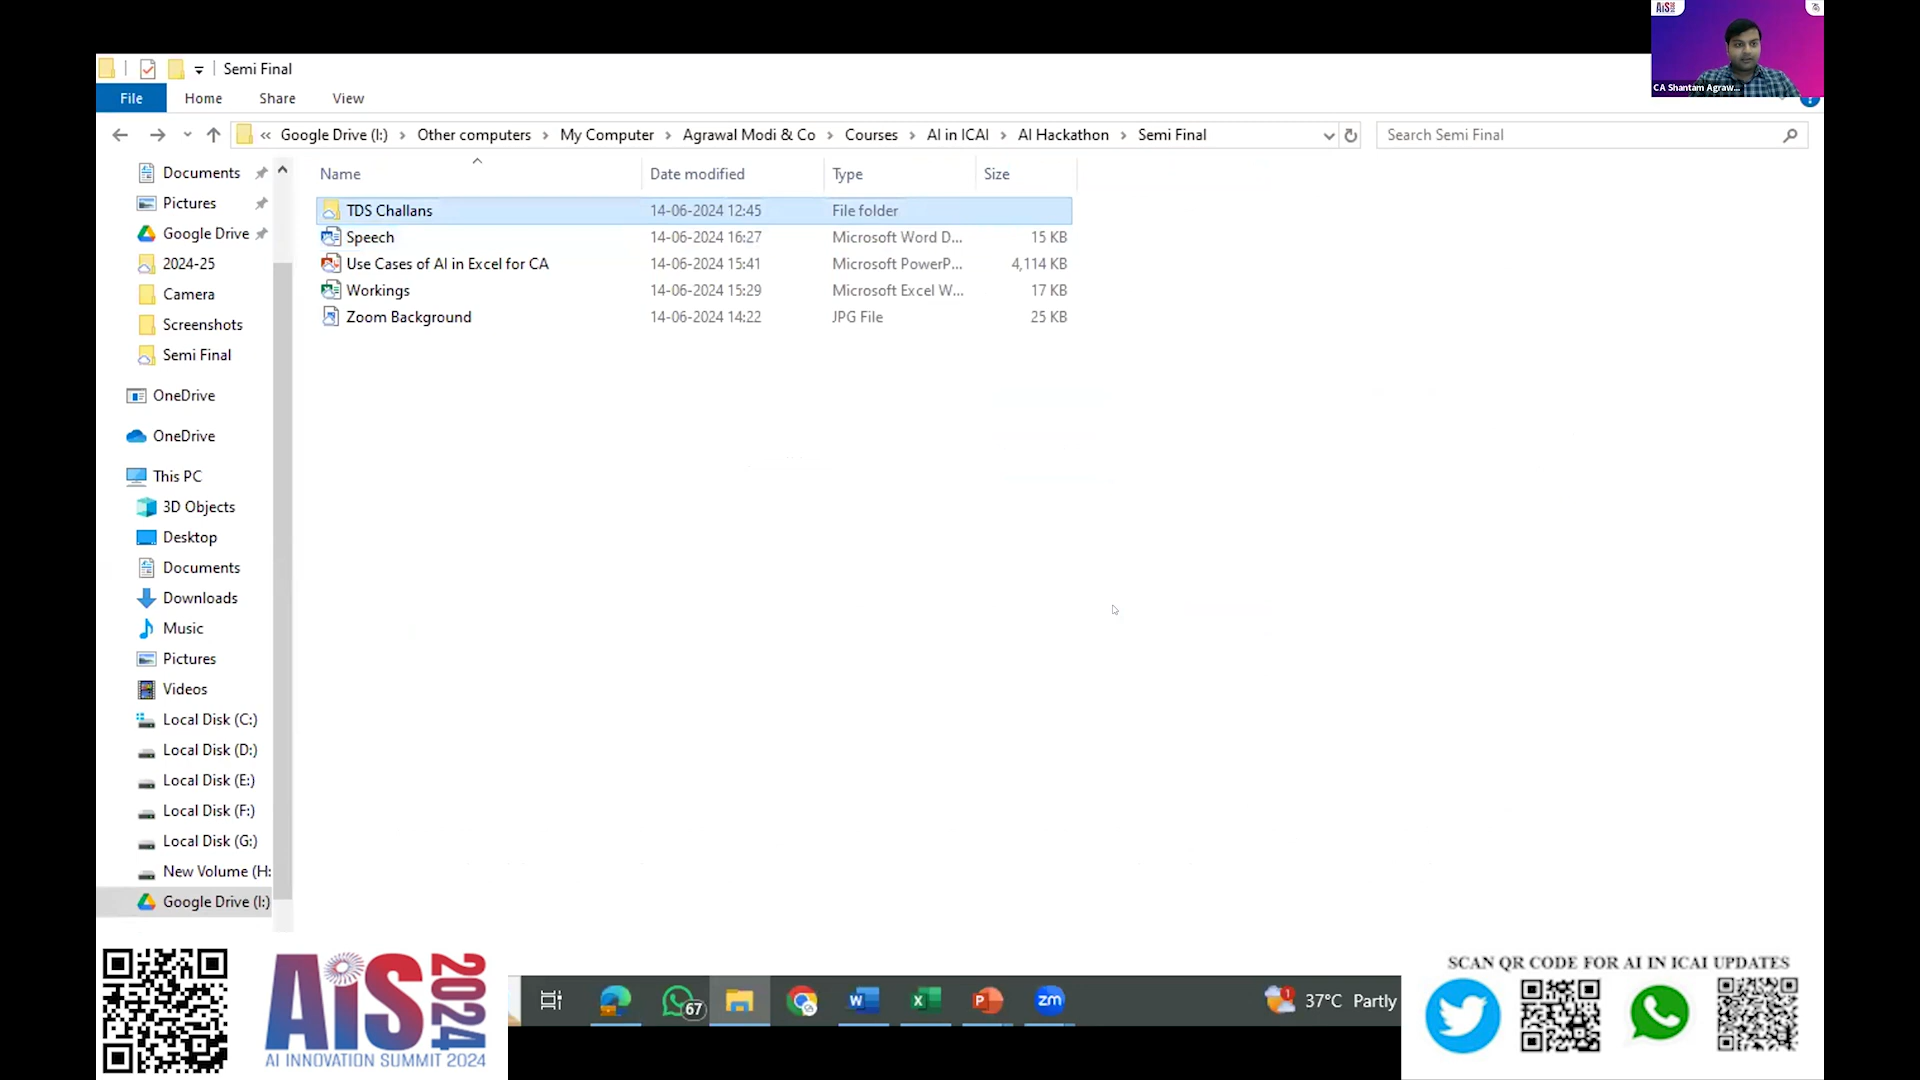 AiS
CA Shantam Agraw...
Semi Final
File Home Share View
« Google Drive (I:) › Other computers › My Computer › Agrawal Modi & Co › Courses › AI in ICAI › AI Hackathon › Semi Final
Search Semi Final
Name Date modified Type Size
TDS Challans 14-06-2024 12:45 File folder
Speech 14-06-2024 16:27 Microsoft Word D... 15 KB
Use Cases of AI in Excel for CA 14-06-2024 15:41 Microsoft PowerP... 4,114 KB
Workings 14-06-2024 15:29 Microsoft Excel W... 17 KB
Zoom Background 14-06-2024 14:22 JPG File 25 KB
Documents
Pictures
Google Drive
2024-25
Camera
Screenshots
Semi Final
OneDrive
OneDrive
This PC
3D Objects
Desktop
Documents
Downloads
Music
Pictures
Videos
Local Disk (C:)
Local Disk (D:)
Local Disk (E:)
Local Disk (F:)
Local Disk (G:)
New Volume (H:
Google Drive (I:)
AiS 2024
AI INNOVATION SUMMIT 2024
67
W
X
P
zm
1
37°C Partly
SCAN QR CODE FOR AI IN ICAI UPDATES